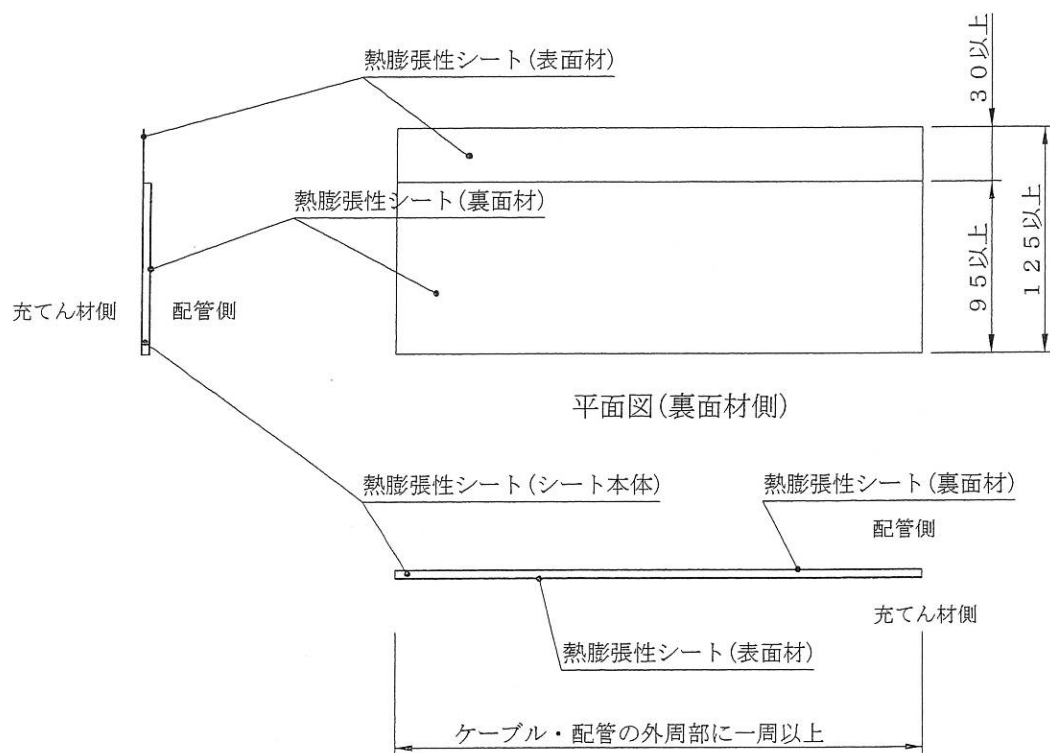 熱膨張性シート(表面材)
30以上
熱膨張性シート(裏面材)
95以上
125以上
充てん材側
配管側
平面図(裏面材側)
熱膨張性シート(シート本体)
熱膨張性シート(裏面材)
配管側
充てん材側
熱膨張性シート(表面材)
ケーブル・配管の外周部に一周以上